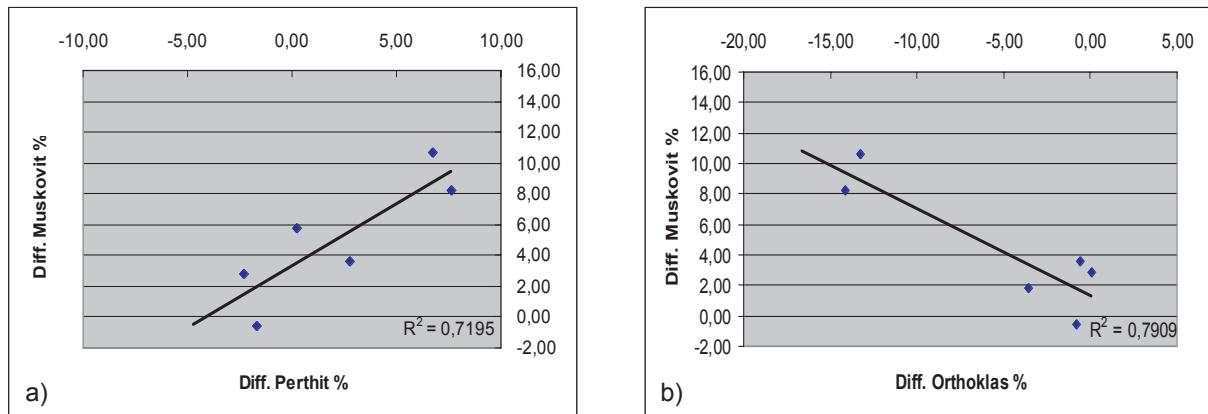 -10,00 -5,00 0,00 5,00 10,00
16,00
14,00
12,00
10,00
8,00
6,00
4,00
2,00
0,00
-2,00
Diff. Muskovit %
R2 = 0,7195
Diff. Perthit %
a)
-20,00 -15,00 -10,00 -5,00 0,00 5,00
16,00
14,00
12,00
10,00
8,00
6,00
4,00
2,00
0,00
-2,00
Diff. Muskovit %
R2 = 0,7909
Diff. Orthoklas %
b)